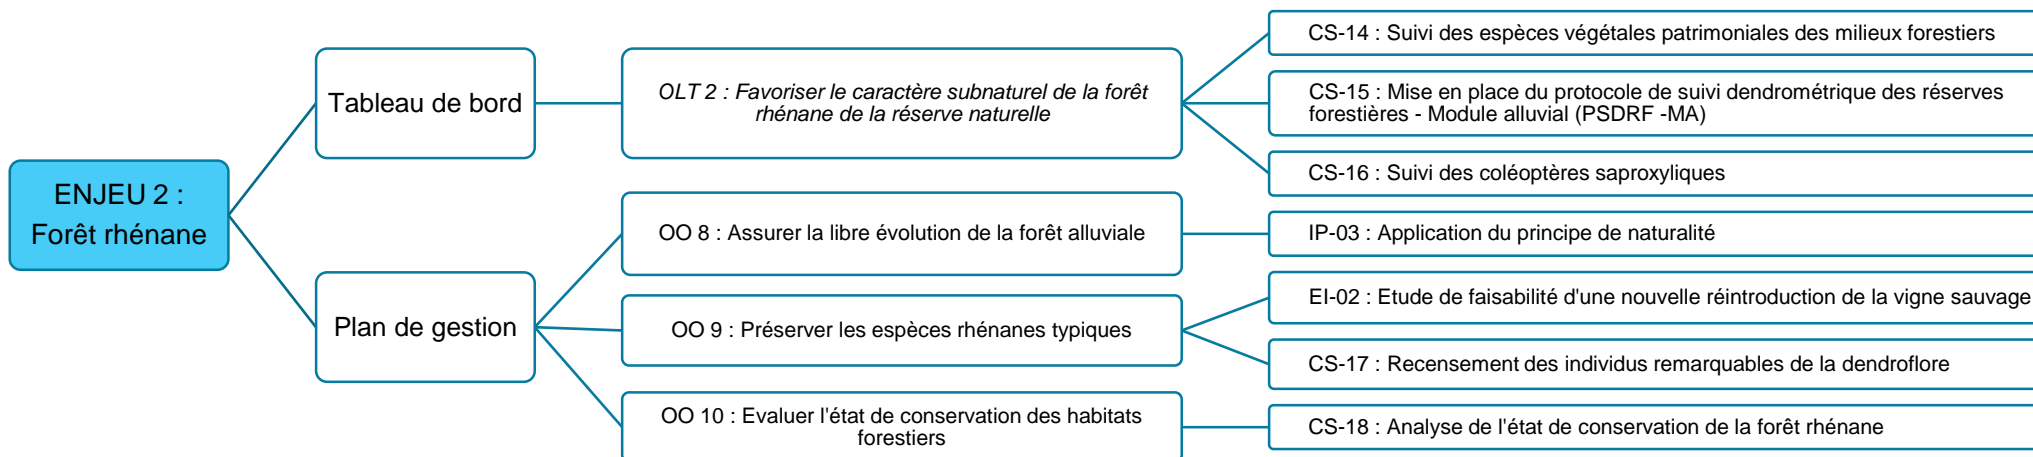 ENJEU 2 :
Forêt rhénane
Tableau de bord
OLT 2 : Favoriser le caractère subnaturel de la forêt
rhénane de la réserve naturelle
CS-14 : Suivi des espèces végétales patrimoniales des milieux forestiers
CS-15 : Mise en place du protocole de suivi dendrométrique des réserves
forestières - Module alluvial (PSDRF -MA)
CS-16 : Suivi des coléoptères saproxyliques
Plan de gestion
OO 8 : Assurer la libre évolution de la forêt alluviale
IP-03 : Application du principe de naturalité
OO 9 : Préserver les espèces rhénanes typiques
EI-02 : Etude de faisabilité d'une nouvelle réintroduction de la vigne sauvage
CS-17 : Recensement des individus remarquables de la dendroflore
OO 10 : Evaluer l'état de conservation des habitats
forestiers
CS-18 : Analyse de l'état de conservation de la forêt rhénane